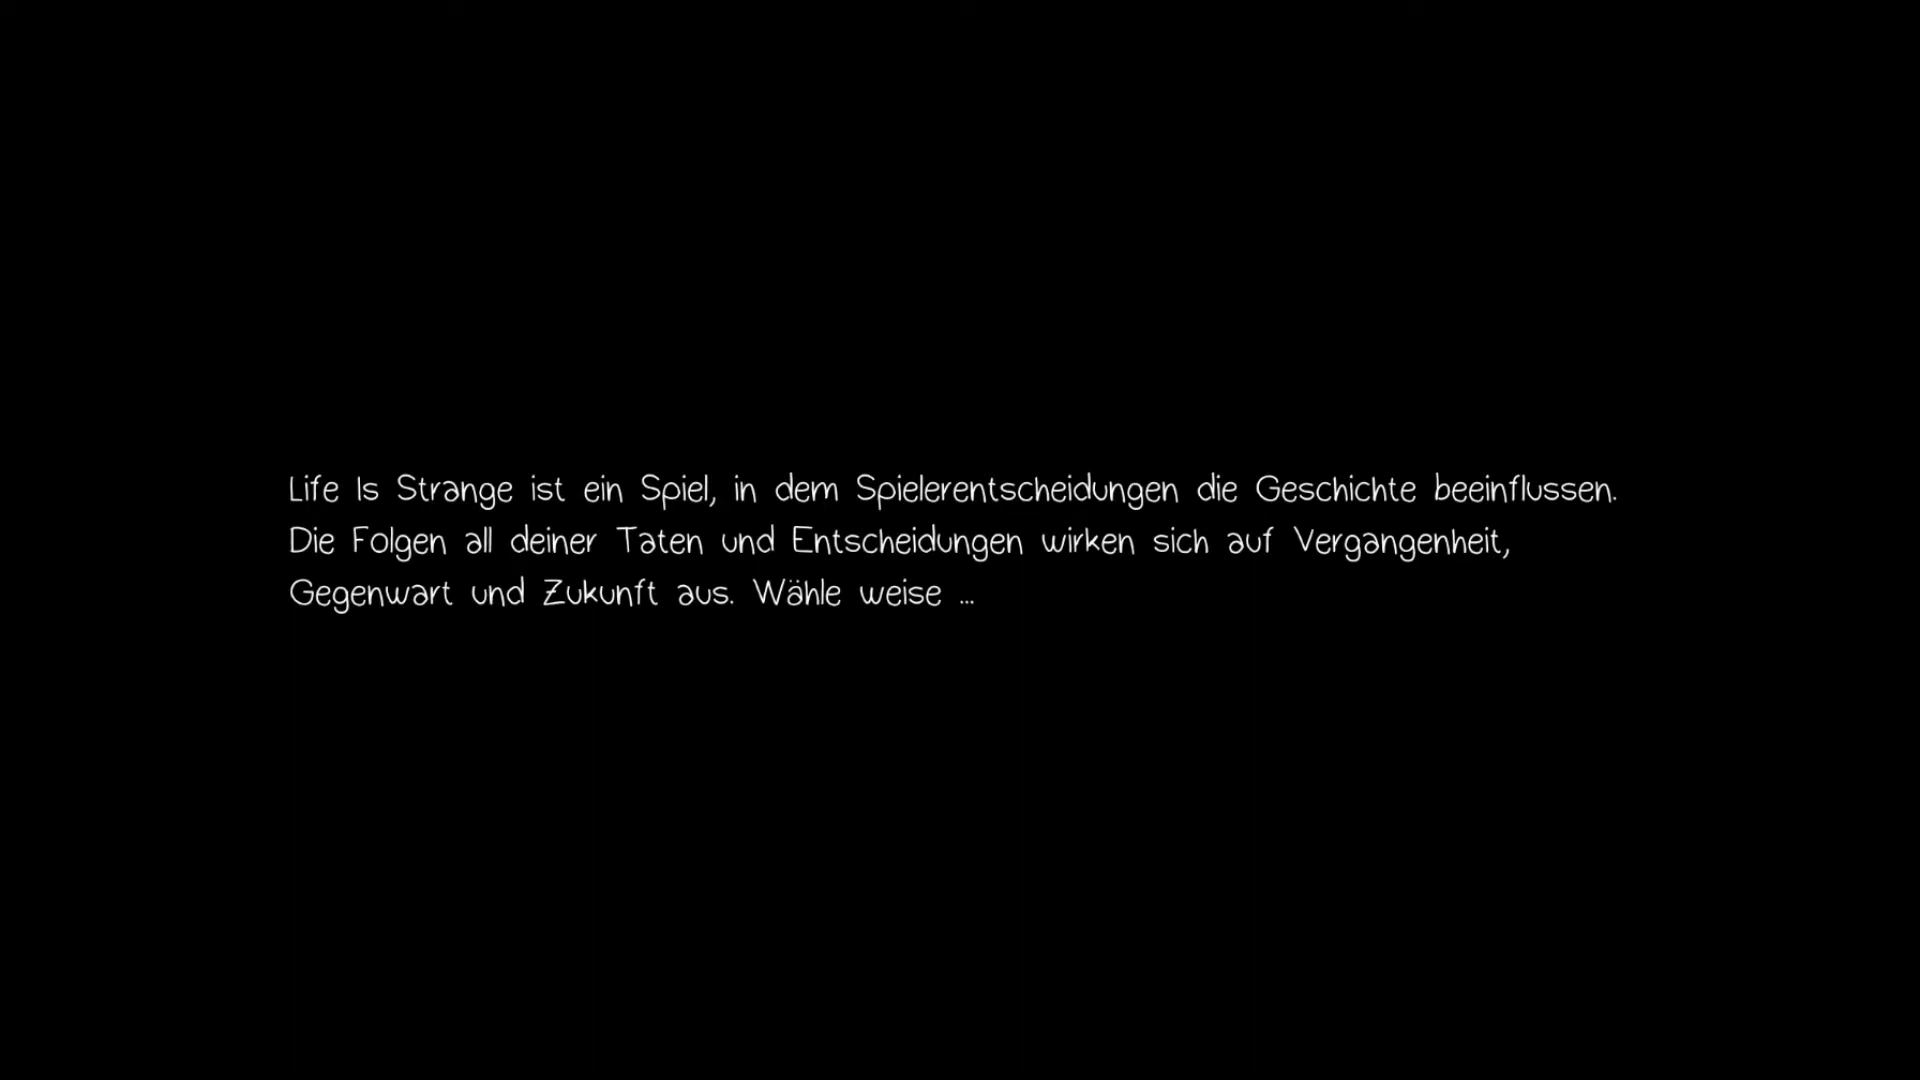 Life Is Strange ist ein Spiel, in dem Spielerentscheidungen die Geschichte beeinflussen.
Die Folgen all deiner Taten und Entscheidungen wirken sich auf Vergangenheit,
Gegenwart und Zukunft aus. Wähle weise ...